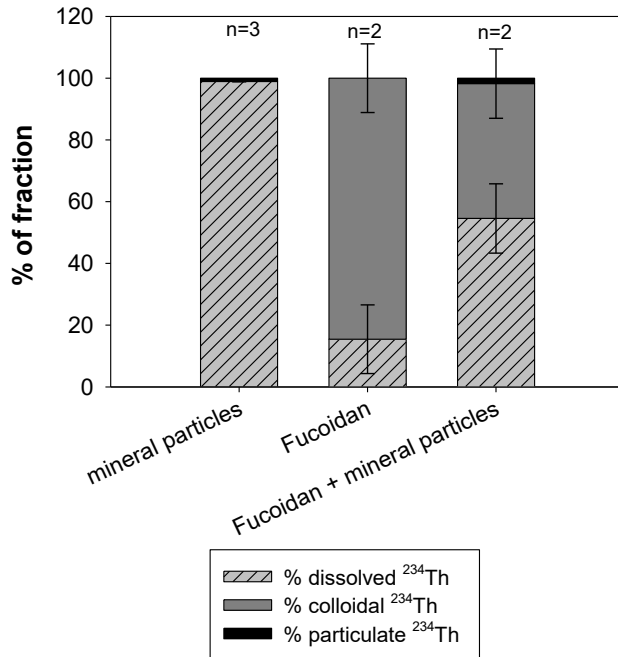 120
n=3 n=2 n=2
100
80
60
40
20
0
% of fraction
mineral particles
Fucoidan
Fucoidan + mineral particles
% dissolved ²³⁴Th
% colloidal ²³⁴Th
% particulate ²³⁴Th